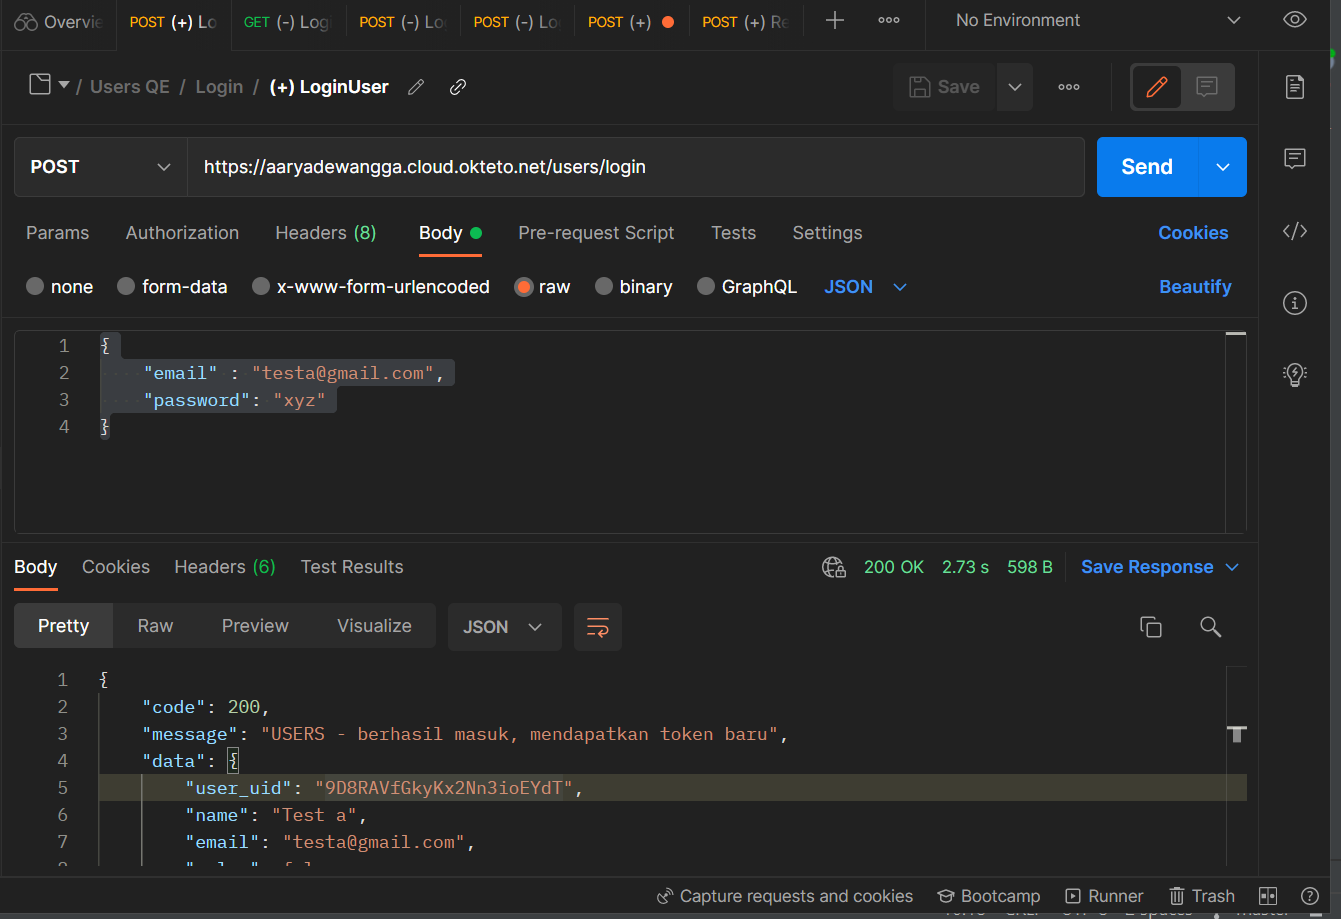 Overvie POST (+) Lo GET (-) Logi POST (-) Lo POST (-) Lo POST (+) POST (+) Re No Environment
/ Users QE / Login / (+) LoginUser Save
POST https://aaryadewangga.cloud.okteto.net/users/login Send
Params Authorization Headers (8) Body Pre-request Script Tests Settings Cookies
none form-data x-www-form-urlencoded raw binary GraphQL JSON Beautify
1 {
2 "email" : "testa@gmail.com",
3 "password": "xyz"
4 }
Body Cookies Headers (6) Test Results 200 OK 2.73 s 598 B Save Response
Pretty Raw Preview Visualize JSON
1 {
2 "code": 200,
3 "message": "USERS - berhasil masuk, mendapatkan token baru",
4 "data": {
5 "user_uid": "9D8RAVfGkyKx2Nn3ioEYdT",
6 "name": "Test a",
7 "email": "testa@gmail.com",
Capture requests and cookies Bootcamp Runner Trash